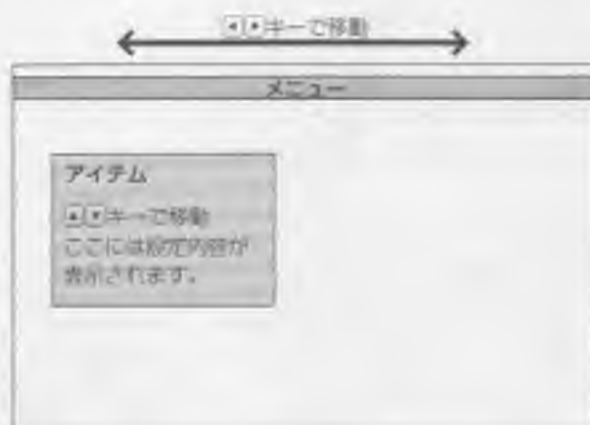 ◂▸キーで移動
メニュー
アイテム
▴▾キーで移動
ここには設定内容が
表示されます。